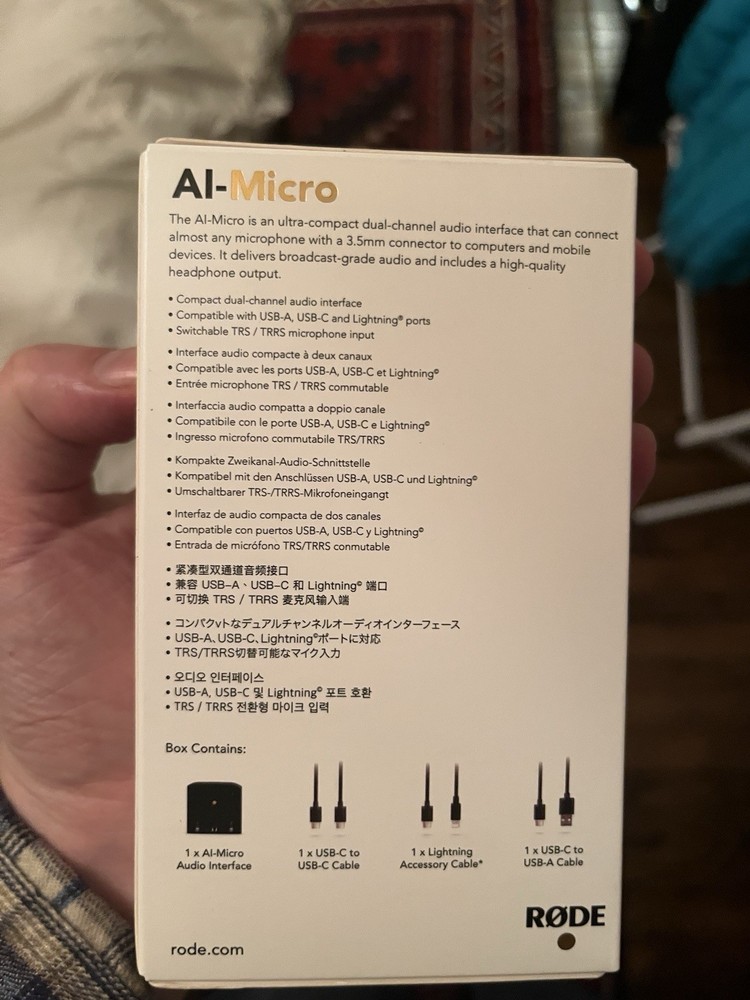 AI-Micro
The AI-Micro is an ultra-compact dual-channel audio interface that can connect
almost any microphone with a 3.5mm connector to computers and mobile
devices. It delivers broadcast-grade audio and includes a high-quality
headphone output.
• Compact dual-channel audio interface
• Compatible with USB-A, USB-C and Lightning® ports
• Switchable TRS / TRRS microphone input
• Interface audio compacte à deux canaux
• Compatible avec les ports USB-A, USB-C et Lightning®
• Entrée microphone TRS / TRRS commutable
• Interfaccia audio compatta a doppio canale
• Compatibile con le porte USB-A, USB-C e Lightning®
• Ingresso microfono commutabile TRS/TRRS
• Kompakte Zweikanal-Audio-Schnittstelle
• Kompatibel mit den Anschlüssen USB-A, USB-C und Lightning®
• Umschaltbarer TRS-/TRRS-Mikrofoneingangt
• Interfaz de audio compacta de dos canales
• Compatible con puertos USB-A, USB-C y Lightning®
• Entrada de micrófono TRS/TRRS conmutable
• 紧凑型双通道音频接口
• 兼容 USB-A、USB-C 和 Lightning® 端口
• 可切换 TRS / TRRS 麦克风输入端
• コンパクvトなデュアルチャンネルオーディオインターフェース
• USB-A、USB-C、Lightning®ポートに対応
• TRS/TRRS切替可能なマイク入力
• 오디오 인터페이스
• USB-A, USB-C 및 Lightning® 포트 호환
• TRS / TRRS 전환형 마이크 입력
Box Contains:
1 x AI-Micro
Audio Interface
1 x USB-C to
USB-C Cable
1 x Lightning
Accessory Cable*
1 x USB-C to
USB-A Cable
RØDE
rode.com